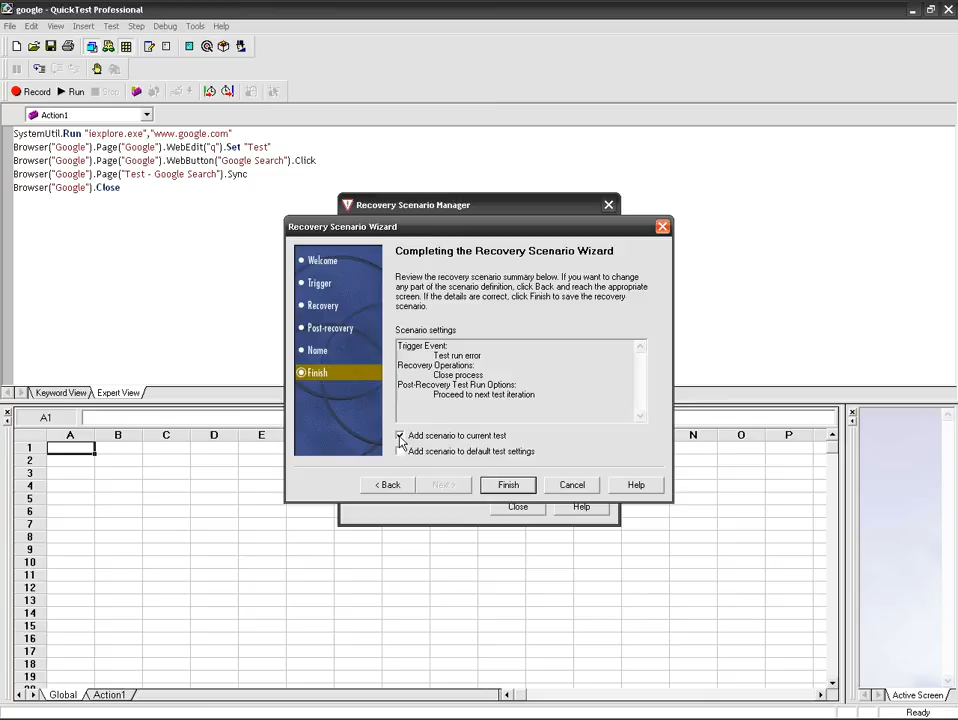 google - QuickTest Professional
File Edit View Insert Test Step Debug Tools Help
Record Run Stop
Action1
SystemUtil.Run "iexplore.exe","www.google.com"
Browser("Google").Page("Google").WebEdit("q").Set "Test"
Browser("Google").Page("Google").WebButton("Google Search").Click
Browser("Google").Page("Test - Google Search").Sync
Browser("Google").Close
Recovery Scenario Manager
Recovery Scenario Wizard
Welcome
Trigger
Recovery
Post-recovery
Name
Finish
Completing the Recovery Scenario Wizard
Review the recovery scenario summary below. If you want to change
any part of the scenario definition, click Back and reach the appropriate
screen. If the details are correct, click Finish to save the recovery
scenario.
Scenario settings
Trigger Event:
Test run error
Recovery Operations:
Close process
Post-Recovery Test Run Options:
Proceed to next test iteration
Add scenario to current test
Add scenario to default test settings
< Back Next > Finish Cancel Help
Close Help
Keyword View Expert View
A1
A B C D E N O P
1
2
3
4
5
6
7
8
9
10
11
12
13
14
15
16
17
18
19
Global Action1
Active Screen
Ready